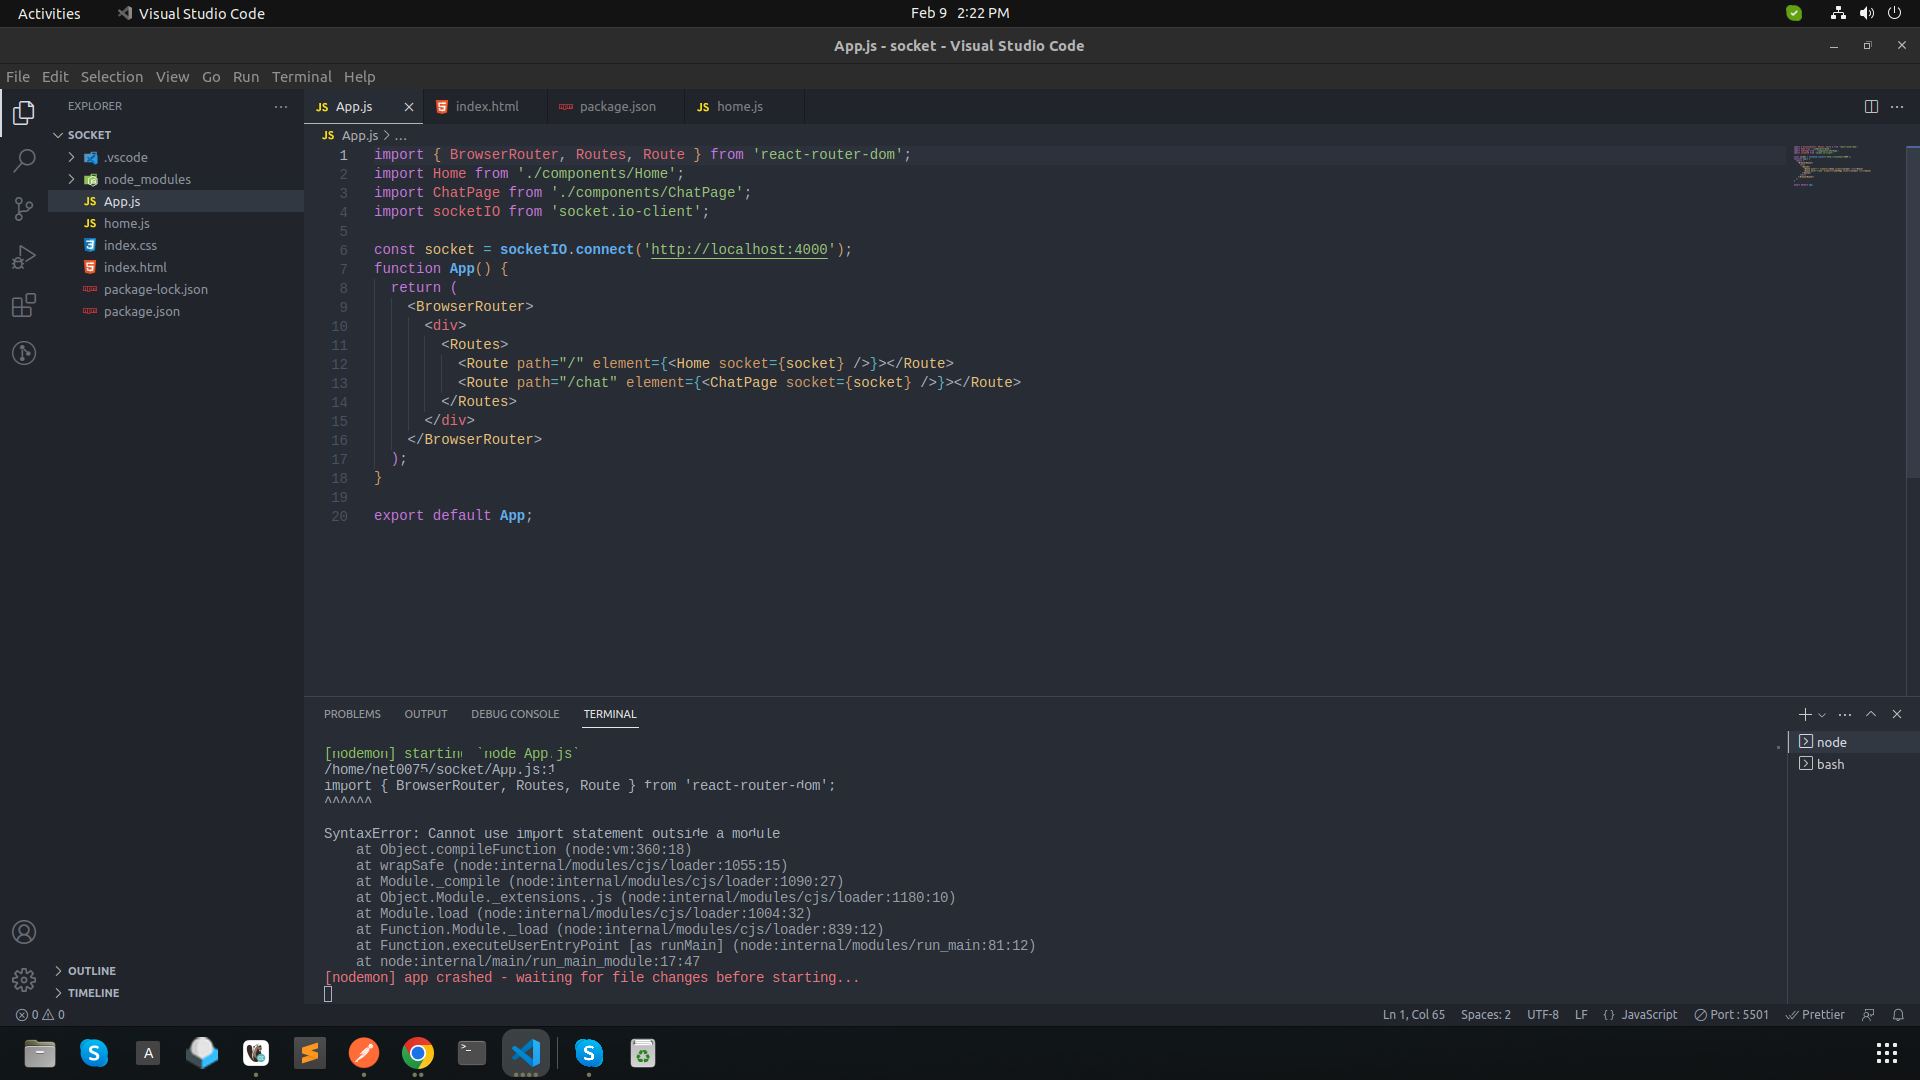 Activities
Visual Studio Code
Feb 9 2:22 PM
App.js - socket - Visual Studio Code
File Edit Selection View Go Run Terminal Help
EXPLORER
SOCKET
.vscode
node_modules
App.js
home.js
index.css
index.html
package-lock.json
package.json
OUTLINE
TIMELINE
JS App.js
index.html
package.json
JS home.js
JS App.js > ...
1 import { BrowserRouter, Routes, Route } from 'react-router-dom';
2 import Home from './components/Home';
3 import ChatPage from './components/ChatPage';
4 import socketIO from 'socket.io-client';
5
6 const socket = socketIO.connect('http://localhost:4000');
7 function App() {
8 return (
9 <BrowserRouter>
10 <div>
11 <Routes>
12 <Route path="/" element={<Home socket={socket} />}></Route>
13 <Route path="/chat" element={<ChatPage socket={socket} />}></Route>
14 </Routes>
15 </div>
16 </BrowserRouter>
17 );
18 }
19
20 export default App;
PROBLEMS OUTPUT DEBUG CONSOLE TERMINAL
[nodemon] starting `node App.js`
/home/net0075/socket/App.js:1
import { BrowserRouter, Routes, Route } from 'react-router-dom';
^^^^^^
SyntaxError: Cannot use import statement outside a module
at Object.compileFunction (node:vm:360:18)
at wrapSafe (node:internal/modules/cjs/loader:1055:15)
at Module._compile (node:internal/modules/cjs/loader:1090:27)
at Object.Module._extensions..js (node:internal/modules/cjs/loader:1180:10)
at Module.load (node:internal/modules/cjs/loader:1004:32)
at Function.Module._load (node:internal/modules/cjs/loader:839:12)
at Function.executeUserEntryPoint [as runMain] (node:internal/modules/run_main:81:12)
at node:internal/main/run_main_module:17:47
[nodemon] app crashed - waiting for file changes before starting...
node
bash
0 0
Ln 1, Col 65 Spaces: 2 UTF-8 LF {} JavaScript Port : 5501 Prettier